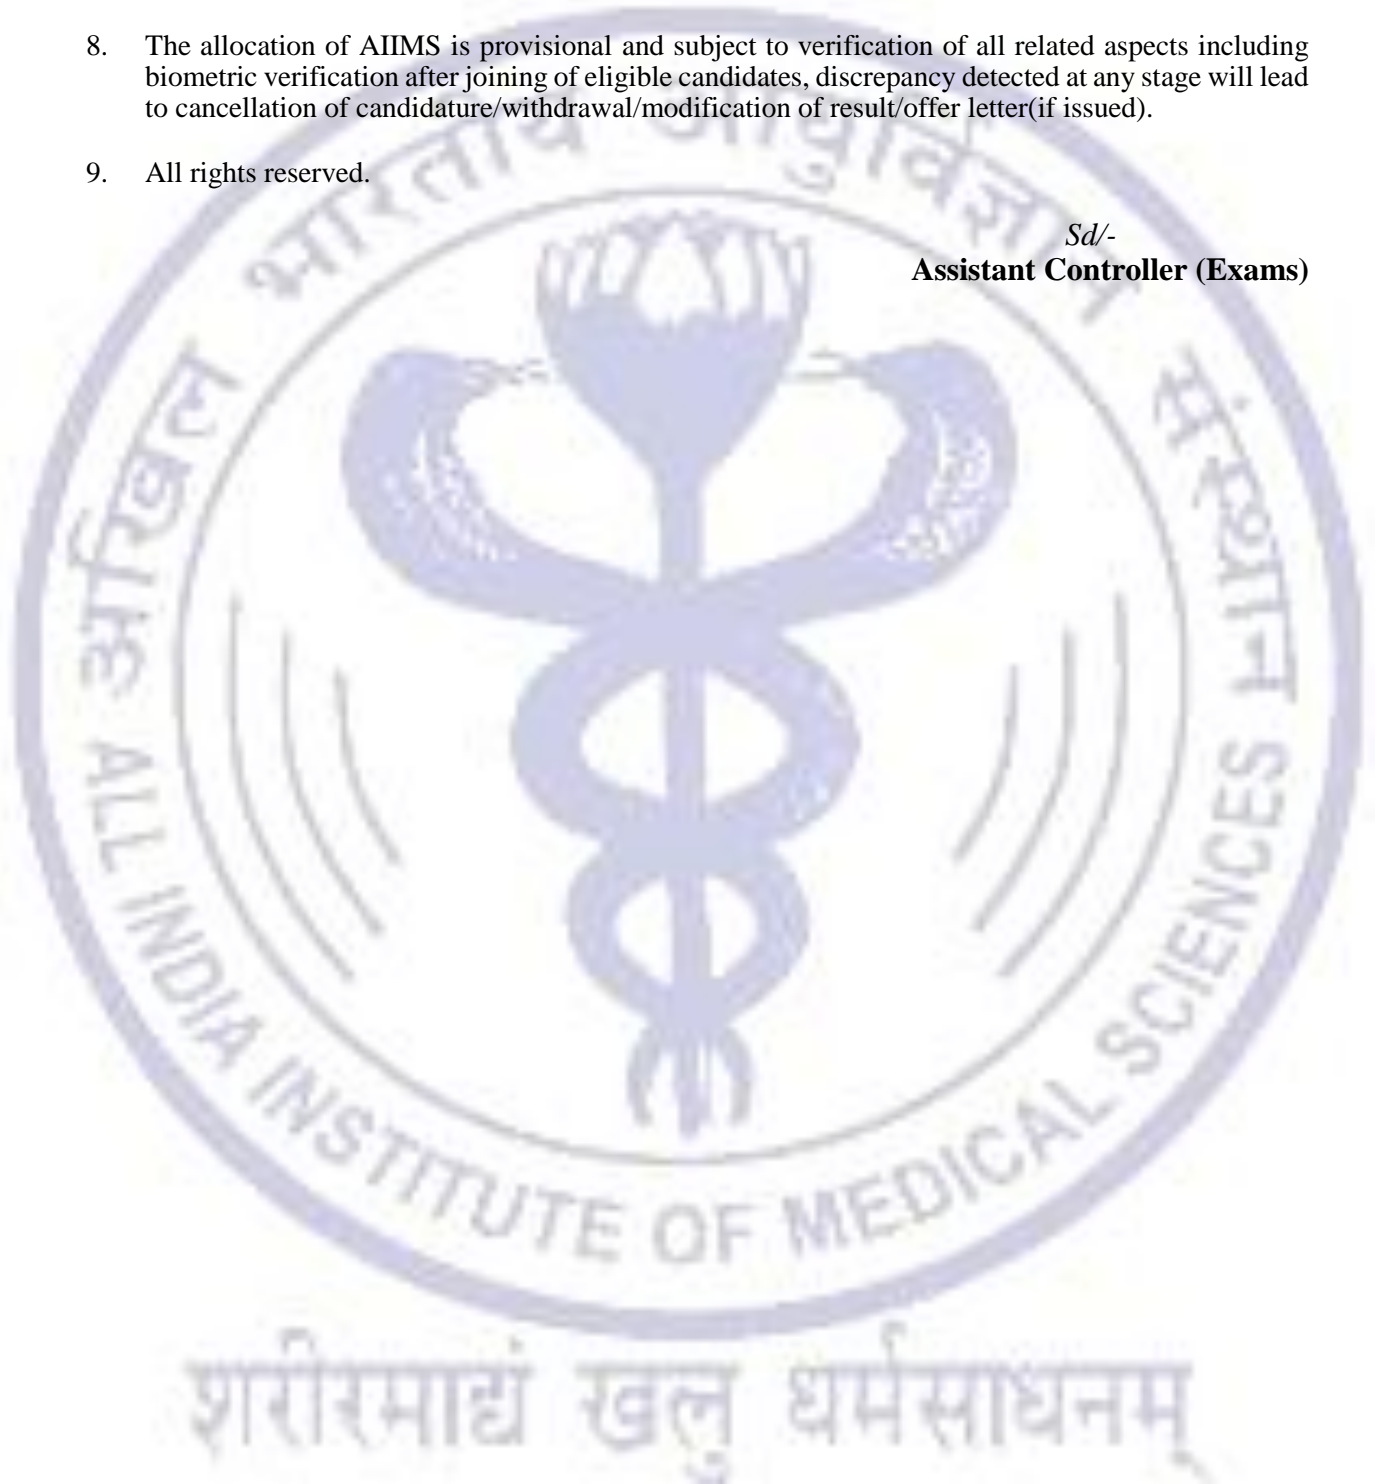 8. The allocation of AIIMS is provisional and subject to verification of all related aspects including
biometric verification after joining of eligible candidates, discrepancy detected at any stage will lead
to cancellation of candidature/withdrawal/modification of result/offer letter(if issued).
9. All rights reserved.
Sd/-
Assistant Controller (Exams)
अखिल भारतीय आयुर्विज्ञान संस्थान
ALL INDIA INSTITUTE OF MEDICAL SCIENCES
शरीरमाद्यं खलु धर्मसाधनम्